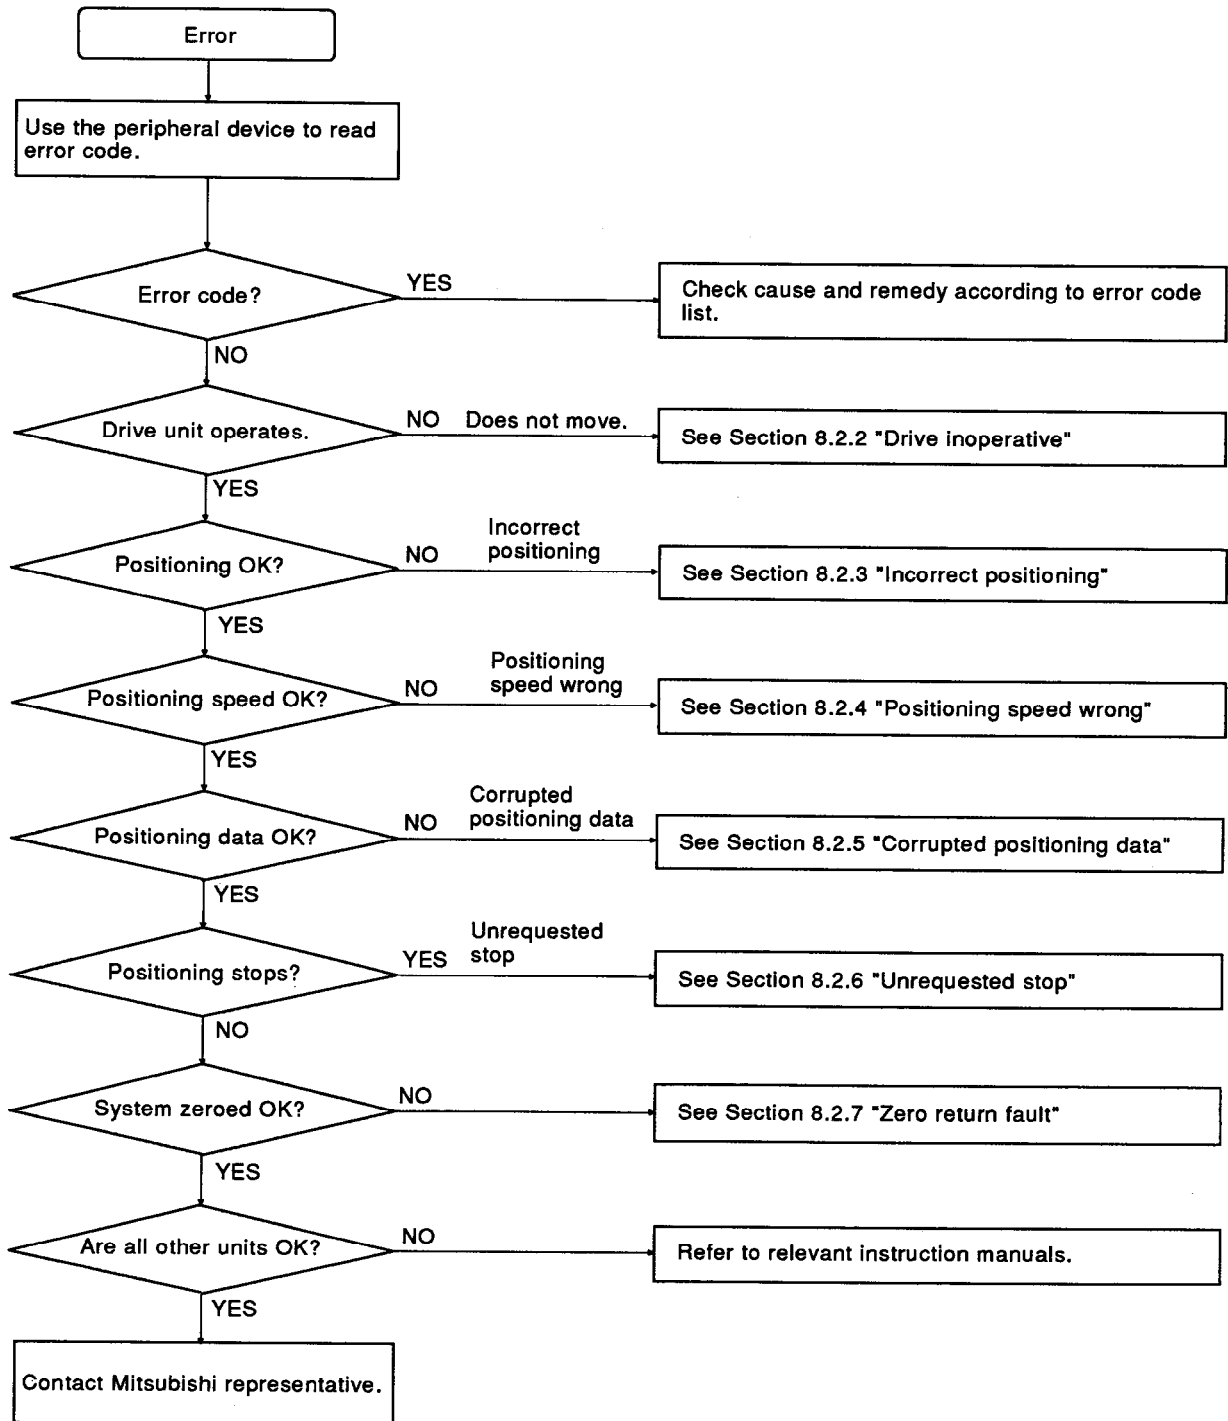 Error
Use the peripheral device to read
error code.
Error code?
YES
Check cause and remedy according to error code
list.
NO
Drive unit operates.
NO Does not move.
See Section 8.2.2 "Drive inoperative"
YES
Positioning OK?
NO
Incorrect
positioning
See Section 8.2.3 "Incorrect positioning"
YES
Positioning speed OK?
NO
Positioning
speed wrong
See Section 8.2.4 "Positioning speed wrong"
YES
Positioning data OK?
NO
Corrupted
positioning data
See Section 8.2.5 "Corrupted positioning data"
YES
Positioning stops?
YES
Unrequested
stop
See Section 8.2.6 "Unrequested stop"
NO
System zeroed OK?
NO
See Section 8.2.7 "Zero return fault"
YES
Are all other units OK?
NO
Refer to relevant instruction manuals.
YES
Contact Mitsubishi representative.